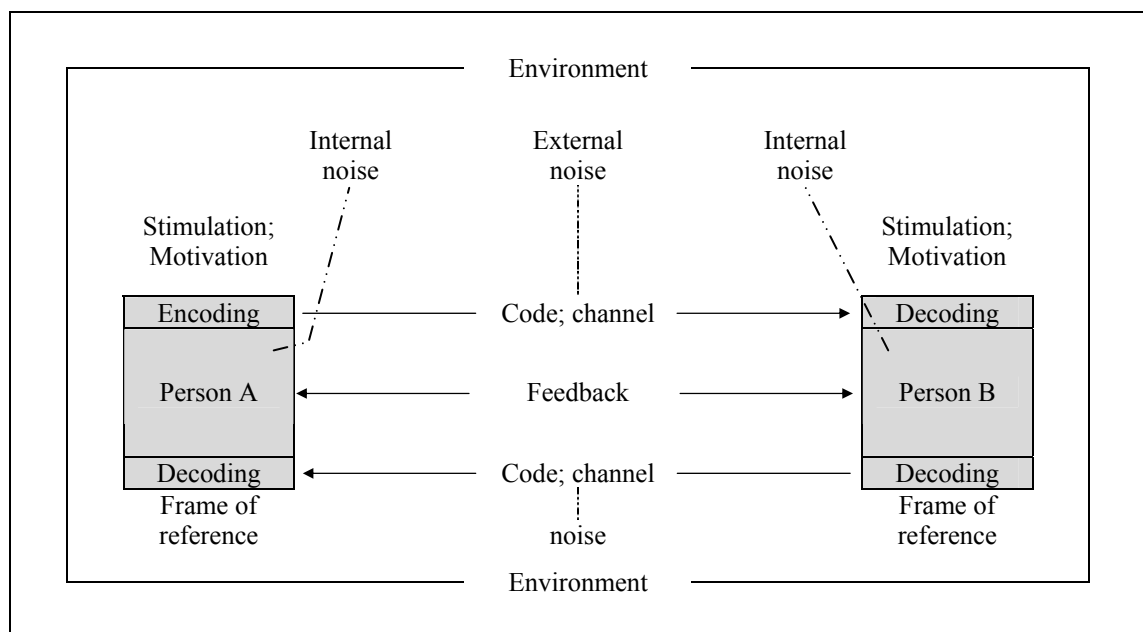 Environment
Internal
noise
External
noise
Internal
noise
Stimulation;
Motivation
Stimulation;
Motivation
Encoding
Code; channel
Decoding
Person A
Feedback
Person B
Decoding
Code; channel
Decoding
Frame of
reference
noise
Frame of
reference
Environment